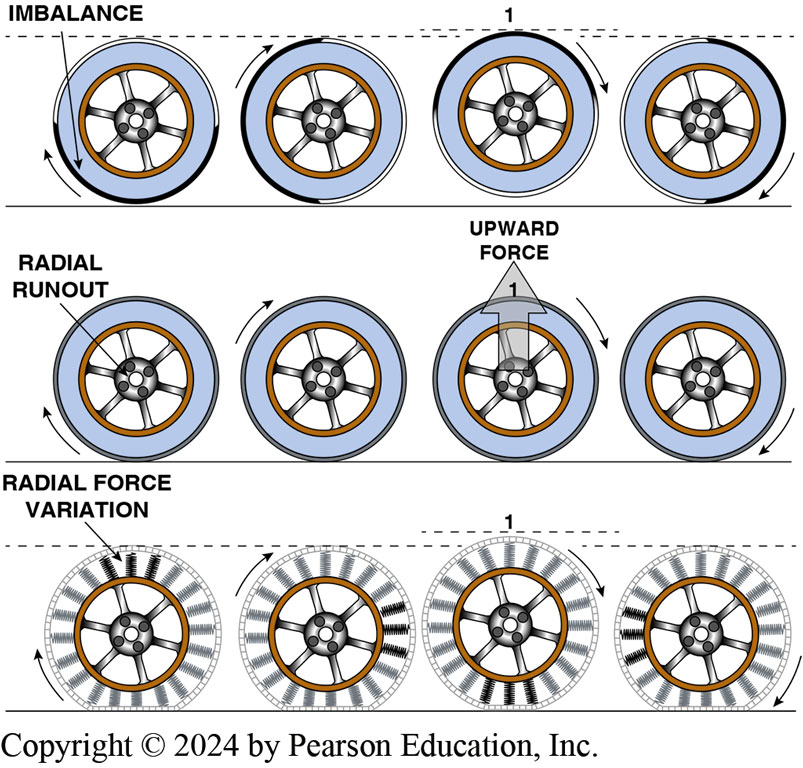 IMBALANCE
1
UPWARD
FORCE
RADIAL
RUNOUT
1
RADIAL FORCE
VARIATION
1
Copyright © 2024 by Pearson Education, Inc.